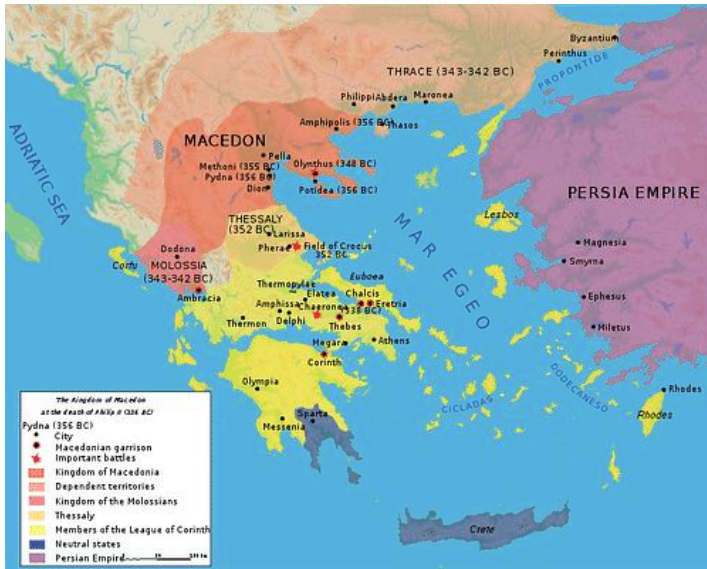 Byzantium
Perinthus
PROPONTIDE
THRACE (343-342 BC)
Philippi
Abdera
Maronea
Amphipolis (356 BC)
Thasos
ADRIATIC SEA
MACEDON
Pella
Methoni (355 BC)
Olynthus (348 BC)
Pydna (356 BC)
Dion
Potidea (356 BC)
PERSIA EMPIRE
THESSALY
(352 BC)
Larissa
Lesbos
MAR EGEO
Dodona
Pherae
Field of Crocus
352 BC
Magnesia
Corfu
MOLOSSIA
(343-342 BC)
Smyrna
Ambracia
Thermopylae
Euboea
Elatea
Chalcis
Eretria
Ephesus
Amphissa
Chaeronea
(338 BC)
Thermon
Delphi
Thebes
Miletus
Megara
Athens
Corinth
Olympia
CICLADAS
DODECANESO
Rhodes
Rhodes
Messenia
Sparta
Crete
The Kingdom of Macedon
at the death of Philip II (336 BC)
Pydna (356 BC)
City
Macedonian garrison
Important battles
Kingdom of Macedonia
Dependent territories
Kingdom of the Molossians
Thessaly
Members of the League of Corinth
Neutral states
Persian Empire